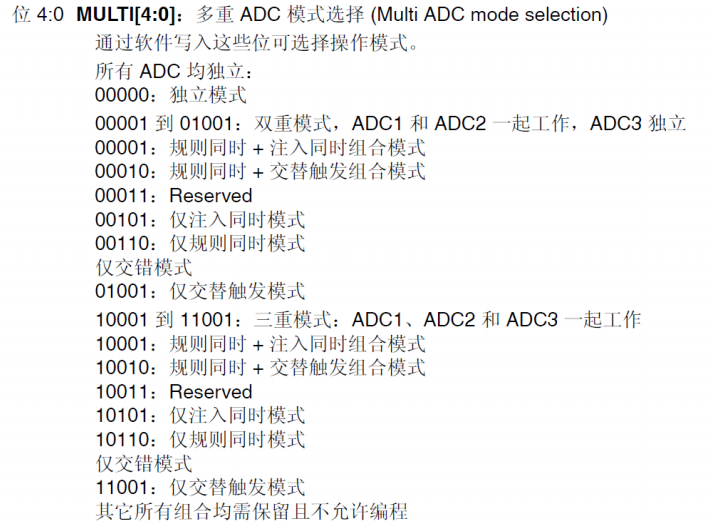 位 4:0 MULTI[4:0]：多重 ADC 模式选择 (Multi ADC mode selection)
通过软件写入这些位可选择操作模式。
所有 ADC 均独立：
00000：独立模式
00001 到 01001：双重模式，ADC1 和 ADC2 一起工作，ADC3 独立
00001：规则同时 + 注入同时组合模式
00010：规则同时 + 交替触发组合模式
00011：Reserved
00101：仅注入同时模式
00110：仅规则同时模式
仅交错模式
01001：仅交替触发模式
10001 到 11001：三重模式：ADC1、ADC2 和 ADC3 一起工作
10001：规则同时 + 注入同时组合模式
10010：规则同时 + 交替触发组合模式
10011：Reserved
10101：仅注入同时模式
10110：仅规则同时模式
仅交错模式
11001：仅交替触发模式
其它所有组合均需保留且不允许编程